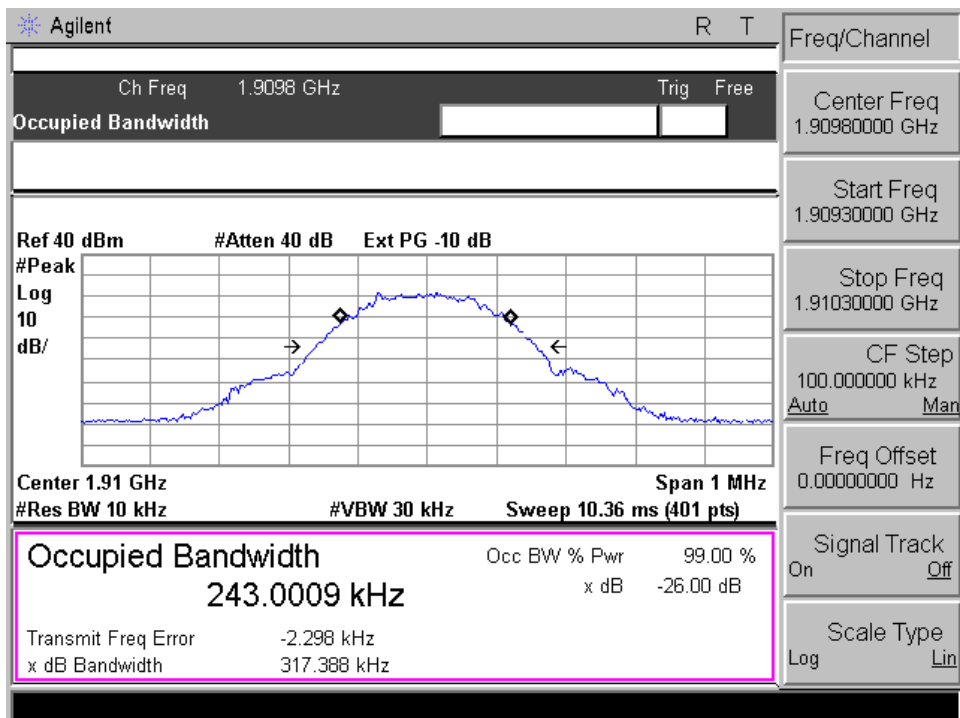 Agilent R T
Freq/Channel
Ch Freq 1.9098 GHz Trig Free
Occupied Bandwidth
Center Freq
1.90980000 GHz
Start Freq
1.90930000 GHz
Stop Freq
1.91030000 GHz
CF Step
100.000000 kHz
Auto Man
Freq Offset
0.00000000 Hz
Signal Track
On Off
Scale Type
Log Lin
Ref 40 dBm #Atten 40 dB Ext PG -10 dB
#Peak
Log
10
dB/
Center 1.91 GHz Span 1 MHz
#Res BW 10 kHz #VBW 30 kHz Sweep 10.36 ms (401 pts)
Occupied Bandwidth
243.0009 kHz
Occ BW % Pwr 99.00 %
x dB -26.00 dB
Transmit Freq Error -2.298 kHz
x dB Bandwidth 317.388 kHz